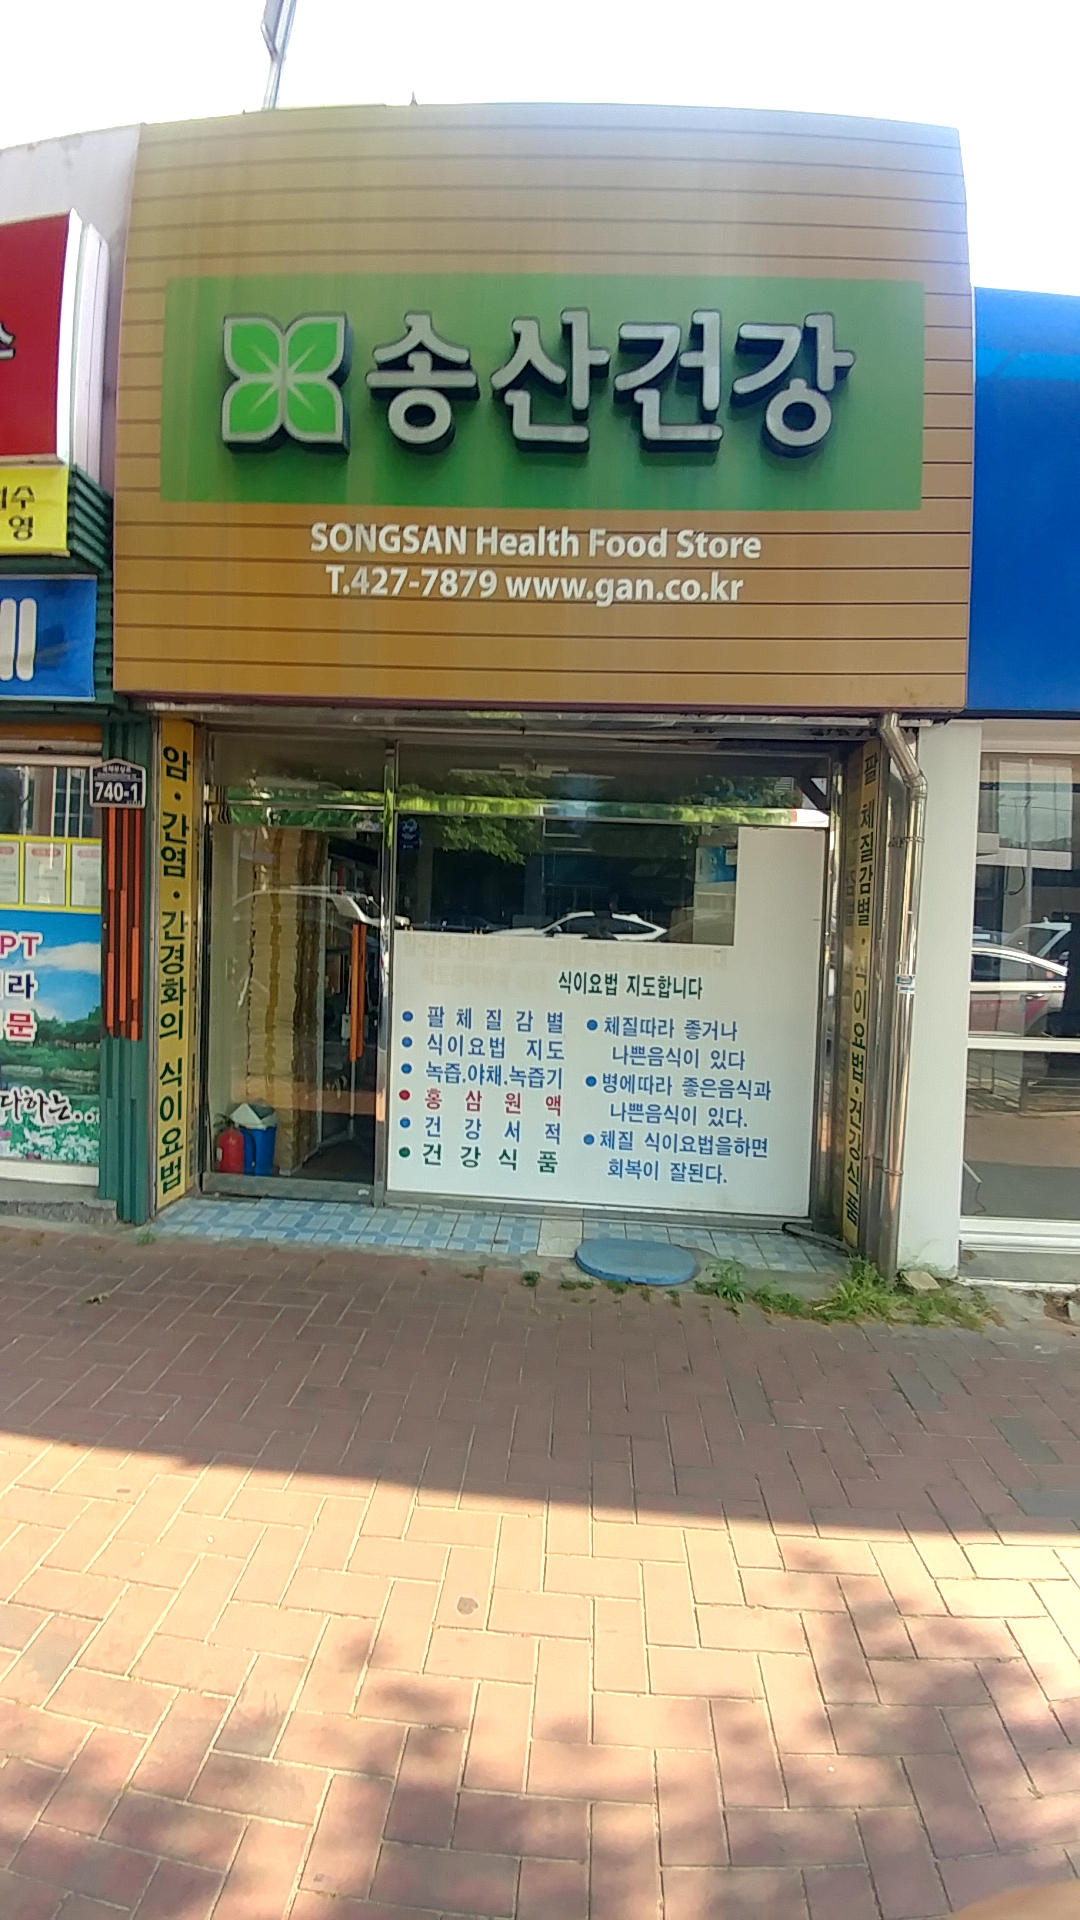 송산건강
SONGSAN Health Food Store
T.427-7879 www.gan.co.kr
암·간염·간경화의 식이요법
740-1
식이요법 지도합니다
• 팔체질감별
• 식이요법 지도
• 녹즙.야채.녹즙기
• 홍삼원액
• 건강서적
• 건강식품
• 체질따라 좋거나
나쁜음식이 있다
• 병에따라 좋은음식과
나쁜음식이 있다.
• 체질 식이요법을하면
회복이 잘된다.
팔체질감별·식이요법·건강식품
영
PT
라
문
다하는..